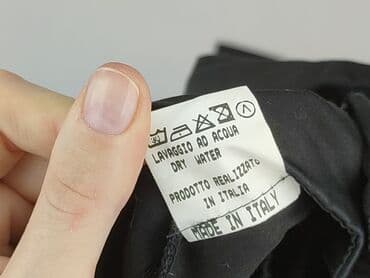 LAVAGGIO AD ACQUA
DRY WATER
PRODOTTO REALIZZATO
IN ITALIA
MADE IN ITALY